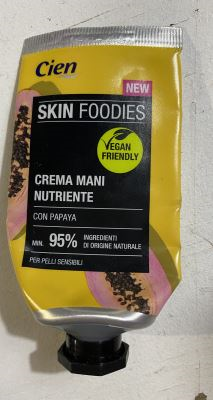 Cien
NEW
SKIN FOODIES
VEGAN
FRIENDLY
CREMA MANI
NUTRIENTE
CON PAPAYA
MIN. 95% INGREDIENTI
DI ORIGINE NATURALE
PER PELLI SENSIBILI